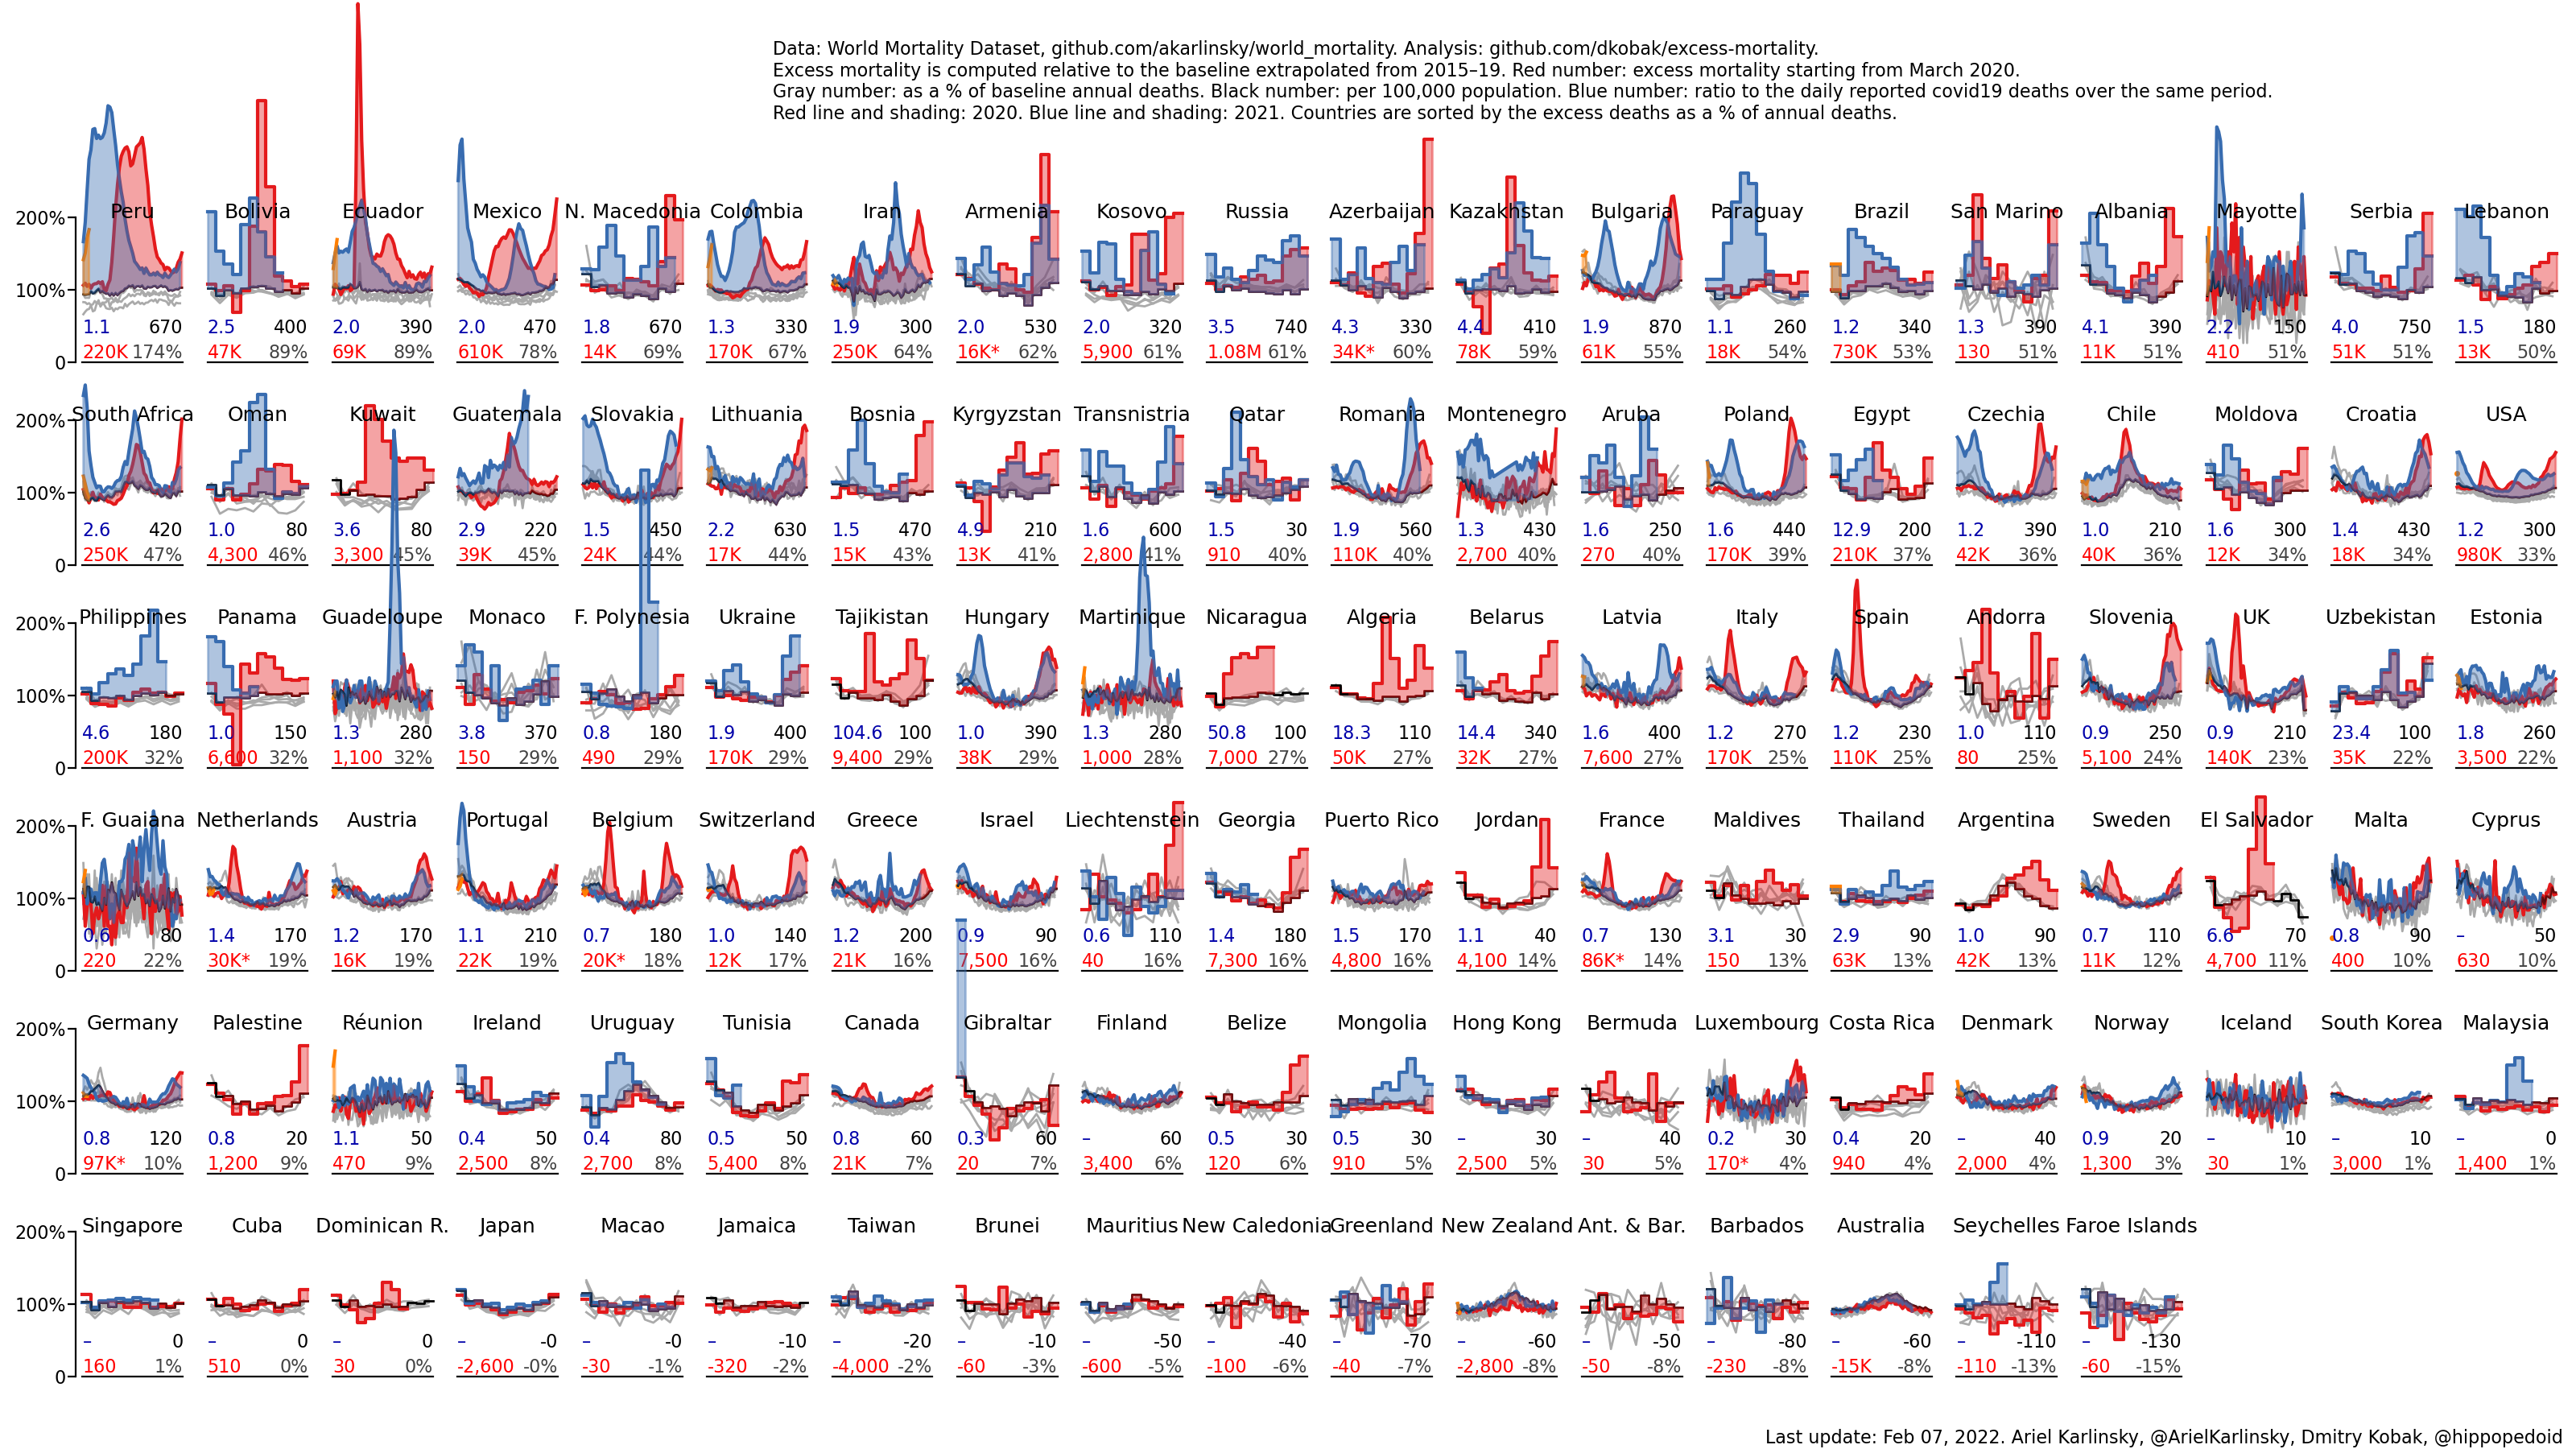 Data: World Mortality Dataset, github.com/akarlinsky/world_mortality. Analysis: github.com/dkobak/excess-mortality.
Excess mortality is computed relative to the baseline extrapolated from 2015–19. Red number: excess mortality starting from March 2020.
Gray number: as a % of baseline annual deaths. Black number: per 100,000 population. Blue number: ratio to the daily reported covid19 deaths over the same period.
Red line and shading: 2020. Blue line and shading: 2021. Countries are sorted by the excess deaths as a % of annual deaths.
200% Peru Bolivia Ecuador Mexico N. Macedonia Colombia Iran Armenia Kosovo Russia Azerbaijan Kazakhstan Bulgaria Paraguay Brazil San Marino Albania Mayotte Serbia Lebanon
100%
1.1 670 2.5 400 2.0 390 2.0 470 1.8 670 1.3 330 1.9 300 2.0 530 2.0 320 3.5 740 4.3 330 4.4 410 1.9 870 1.1 260 1.2 340 1.3 390 4.1 390 2.2 150 4.0 750 1.5 180
0 220K 174% 47K 89% 69K 89% 610K 78% 14K 69% 170K 67% 250K 64% 16K* 62% 5,900 61% 1.08M 61% 34K* 60% 78K 59% 61K 55% 18K 54% 730K 53% 130 51% 11K 51% 410 51% 51K 51% 13K 50%
200% South Africa Oman Kuwait Guatemala Slovakia Lithuania Bosnia Kyrgyzstan Transnistria Qatar Romania Montenegro Aruba Poland Egypt Czechia Chile Moldova Croatia USA
100%
2.6 420 1.0 80 3.6 80 2.9 220 1.5 450 2.2 630 1.5 470 4.9 210 1.6 600 1.5 30 1.9 560 1.3 430 1.6 250 1.6 440 12.9 200 1.2 390 1.0 210 1.6 300 1.4 430 1.2 300
0 250K 47% 4,300 46% 3,300 45% 39K 45% 24K 44% 17K 44% 15K 43% 13K 41% 2,800 41% 910 40% 110K 40% 2,700 40% 270 40% 170K 39% 210K 37% 42K 36% 40K 36% 12K 34% 18K 34% 980K 33%
200% Philippines Panama Guadeloupe Monaco F. Polynesia Ukraine Tajikistan Hungary Martinique Nicaragua Algeria Belarus Latvia Italy Spain Andorra Slovenia UK Uzbekistan Estonia
100%
4.6 180 1.0 150 1.3 280 3.8 370 0.8 180 1.9 400 104.6 100 1.0 390 1.3 280 50.8 100 18.3 110 14.4 340 1.6 400 1.2 270 1.2 230 1.0 110 0.9 250 0.9 210 23.4 100 1.8 260
0 200K 32% 6,600 32% 1,100 32% 150 29% 490 29% 170K 29% 9,400 29% 38K 29% 1,000 28% 7,000 27% 50K 27% 32K 27% 7,600 27% 170K 25% 110K 25% 80 25% 5,100 24% 140K 23% 35K 22% 3,500 22%
200% F. Guaiana Netherlands Austria Portugal Belgium Switzerland Greece Israel Liechtenstein Georgia Puerto Rico Jordan France Maldives Thailand Argentina Sweden El Salvador Malta Cyprus
100%
0.6 80 1.4 170 1.2 170 1.1 210 0.7 180 1.0 140 1.2 200 0.9 90 0.6 110 1.4 180 1.5 170 1.1 40 0.7 130 3.1 30 2.9 90 1.0 90 0.7 110 6.6 70 0.8 90 – 50
0 220 22% 30K* 19% 16K 19% 22K 19% 20K* 18% 12K 17% 21K 16% 7,500 16% 40 16% 7,300 16% 4,800 16% 4,100 14% 86K* 14% 150 13% 63K 13% 42K 13% 11K 12% 4,700 11% 400 10% 630 10%
200% Germany Palestine Réunion Ireland Uruguay Tunisia Canada Gibraltar Finland Belize Mongolia Hong Kong Bermuda Luxembourg Costa Rica Denmark Norway Iceland South Korea Malaysia
100%
0.8 120 0.8 20 1.1 50 0.4 50 0.4 80 0.5 50 0.8 60 0.3 60 – 60 0.5 30 0.5 30 – 30 – 40 0.2 30 0.4 20 – 40 0.9 20 – 10 – 10 – 0
0 97K* 10% 1,200 9% 470 9% 2,500 8% 2,700 8% 5,400 8% 21K 7% 20 7% 3,400 6% 120 6% 910 5% 2,500 5% 30 5% 170* 4% 940 4% 2,000 4% 1,300 3% 30 1% 3,000 1% 1,400 1%
200% Singapore Cuba Dominican R. Japan Macao Jamaica Taiwan Brunei Mauritius New Caledonia Greenland New Zealand Ant. & Bar. Barbados Australia Seychelles Faroe Islands
100%
– 0 – 0 – 0 – -0 – -0 – -10 – -20 – -10 – -50 – -40 – -70 – -60 – -50 – -80 – -60 – -110 – -130
0 160 1% 510 0% 30 0% -2,600 -0% -30 -1% -320 -2% -4,000 -2% -60 -3% -600 -5% -100 -6% -40 -7% -2,800 -8% -50 -8% -230 -8% -15K -8% -110 -13% -60 -15%
Last update: Feb 07, 2022. Ariel Karlinsky, @ArielKarlinsky, Dmitry Kobak, @hippopedoid